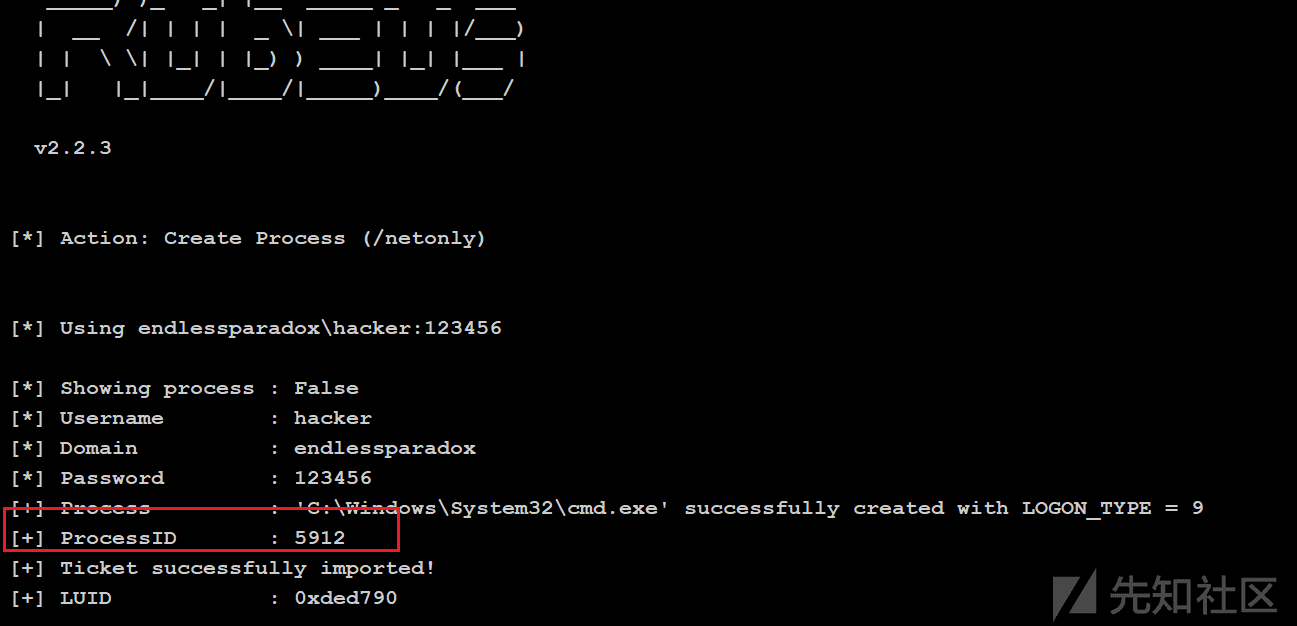 v2.2.3
[*] Action: Create Process (/netonly)
[*] Using endlessparadox\hacker:123456
[*] Showing process : False
[*] Username : hacker
[*] Domain : endlessparadox
[*] Password : 123456
[+] Process : 'C:\Windows\System32\cmd.exe' successfully created with LOGON_TYPE = 9
[+] ProcessID : 5912
[+] Ticket successfully imported!
[+] LUID : 0xded790
先知社区